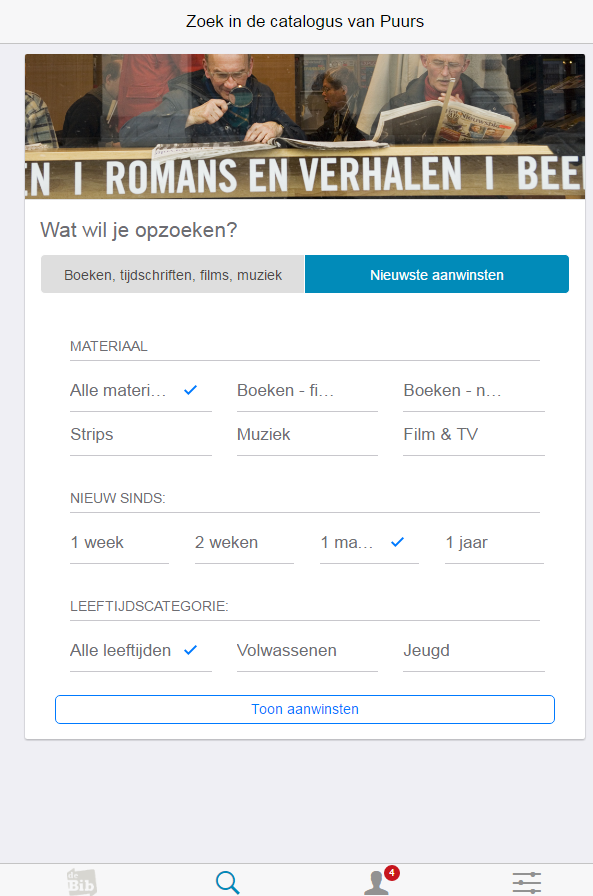 Zoek in de catalogus van Puurs
EN I ROMANS EN VERHALEN I BEE
Wat wil je opzoeken?
Boeken, tijdschriften, films, muziek
Nieuwste aanwinsten
MATERIAAL
Alle materi… Boeken - fi… Boeken - n…
Strips Muziek Film & TV
NIEUW SINDS:
1 week 2 weken 1 ma… 1 jaar
LEEFTIJDSCATEGORIE:
Alle leeftijden Volwassenen Jeugd
Toon aanwinsten
de Bib
4